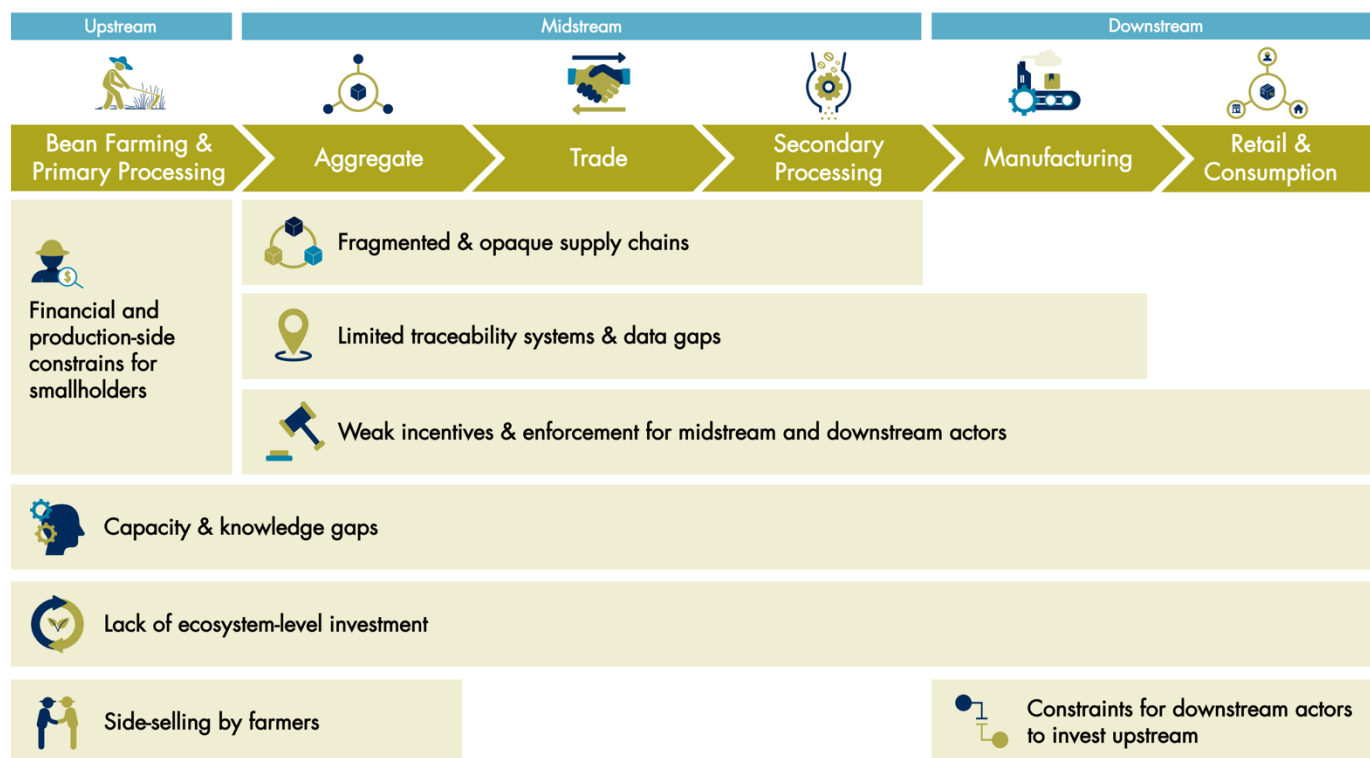 Upstream
Midstream
Downstream
Bean Farming &
Primary Processing
Aggregate
Trade
Secondary
Processing
Manufacturing
Retail &
Consumption
Financial and
production-side
constrains for
smallholders
Fragmented & opaque supply chains
Limited traceability systems & data gaps
Weak incentives & enforcement for midstream and downstream actors
Capacity & knowledge gaps
Lack of ecosystem-level investment
Side-selling by farmers
Constraints for downstream actors
to invest upstream